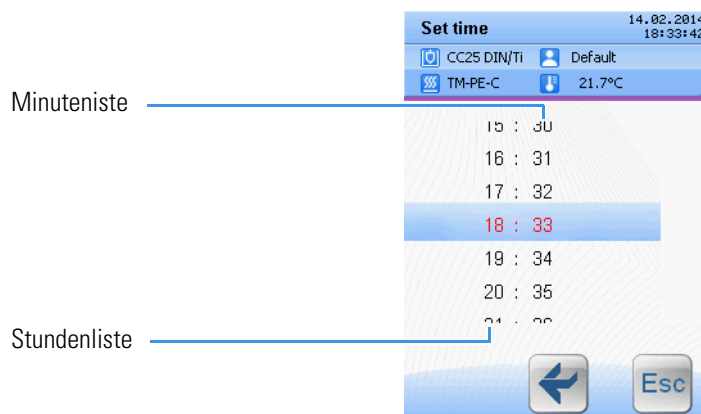 Set time
14.02.2014
18:33:42
CC25 DIN/Ti
Default
TM-PE-C
21.7°C
Minuteniste
15 : 30
16 : 31
17 : 32
18 : 33
19 : 34
20 : 35
Stundenliste
Esc